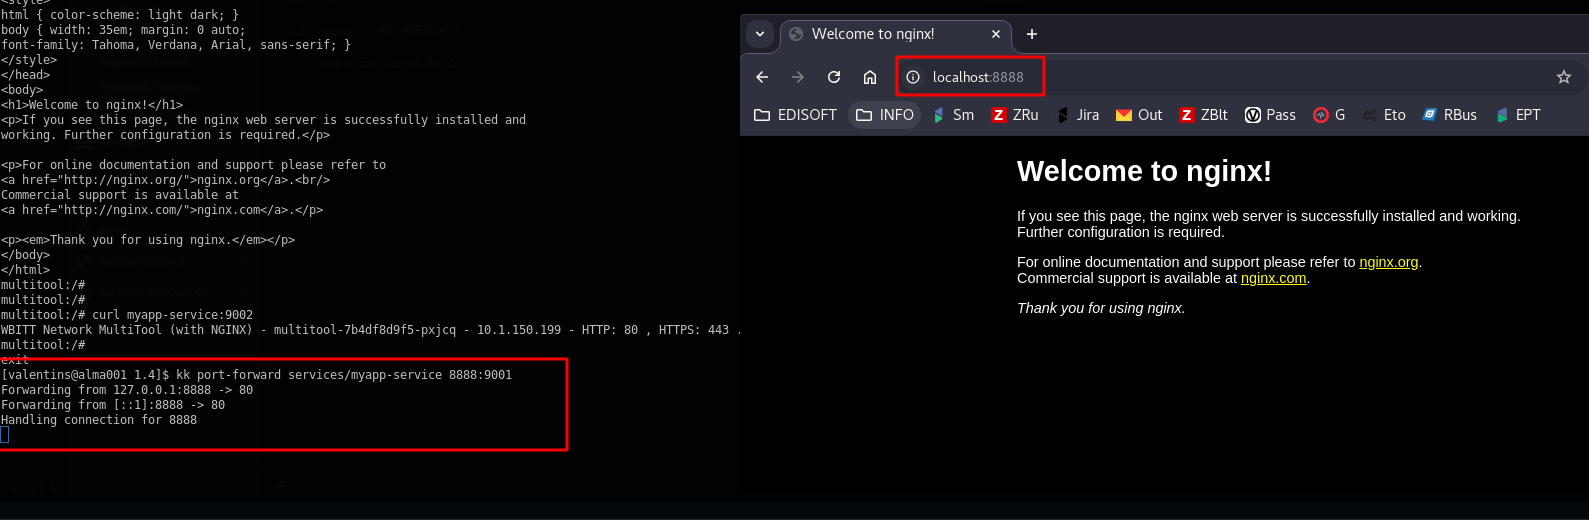 <style>
html { color-scheme: light dark; }
body { width: 35em; margin: 0 auto;
font-family: Tahoma, Verdana, Arial, sans-serif; }
</style>
</head>
<body>
<h1>Welcome to nginx!</h1>
<p>If you see this page, the nginx web server is successfully installed and
working. Further configuration is required.</p>
<p>For online documentation and support please refer to
<a href="http://nginx.org/">nginx.org</a>.<br/>
Commercial support is available at
<a href="http://nginx.com/">nginx.com</a>.</p>
<p><em>Thank you for using nginx.</em></p>
</body>
</html>
multitool:/#
multitool:/#
multitool:/# curl myapp-service:9002
WBITT Network MultiTool (with NGINX) - multitool-7b4df8d9f5-pxjcq - 10.1.150.199 - HTTP: 80 , HTTPS: 443 .
multitool:/#
exit
[valentins@alma001 1.4]$ kk port-forward services/myapp-service 8888:9001
Forwarding from 127.0.0.1:8888 -> 80
Forwarding from [::1]:8888 -> 80
Handling connection for 8888
Welcome to nginx!
localhost:8888
EDISOFT INFO Sm ZRu Jira Out ZBIt Pass G Eto RBus EPT
Welcome to nginx!
If you see this page, the nginx web server is successfully installed and working.
Further configuration is required.
For online documentation and support please refer to nginx.org.
Commercial support is available at nginx.com.
Thank you for using nginx.